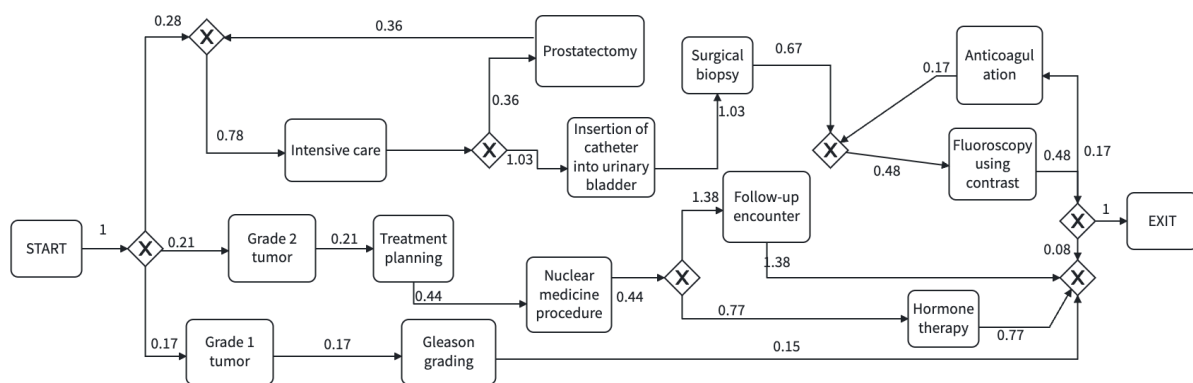 0.28
X
0.36
Prostatectomy
0.36
0.78
Intensive care
X
1.03
Insertion of
catheter
into urinary
bladder
Surgical
biopsy
0.67
1.03
X
0.48
Anticoagul
ation
0.17
Fluoroscopy
using
contrast
0.48
0.17
START
1
X
0.21
Grade 2
tumor
0.21
Treatment
planning
0.44
Nuclear
medicine
procedure
0.44
X
1.38
Follow-up
encounter
1.38
0.77
Hormone
therapy
0.77
X
1
EXIT
0.08
X
0.17
Grade 1
tumor
0.17
Gleason
grading
0.15